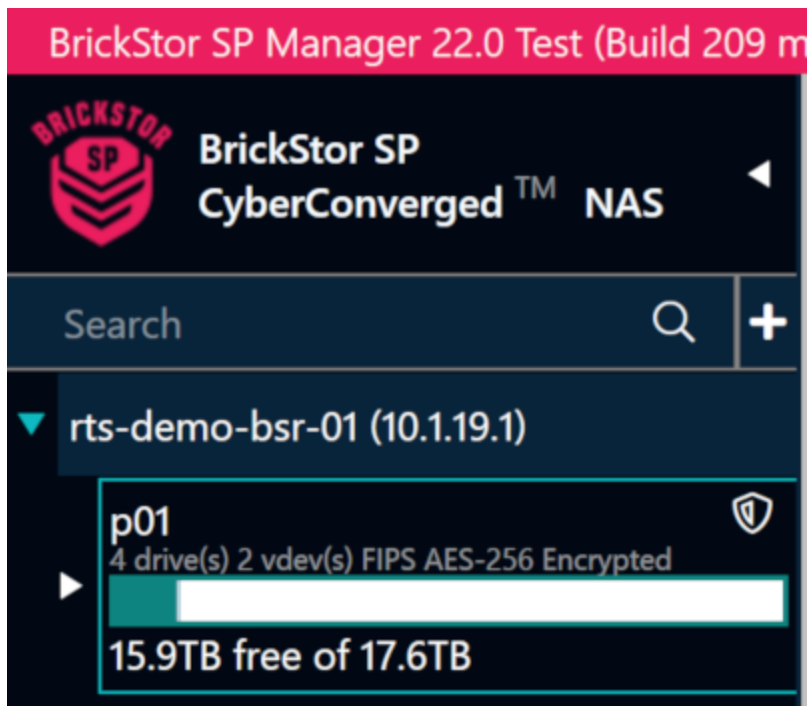 BrickStor SP Manager 22.0 Test (Build 209 m
BRICKSTOR
SP
BrickStor SP
CyberConverged ™ NAS
Search
rts-demo-bsr-01 (10.1.19.1)
p01
4 drive(s) 2 vdev(s) FIPS AES-256 Encrypted
15.9TB free of 17.6TB